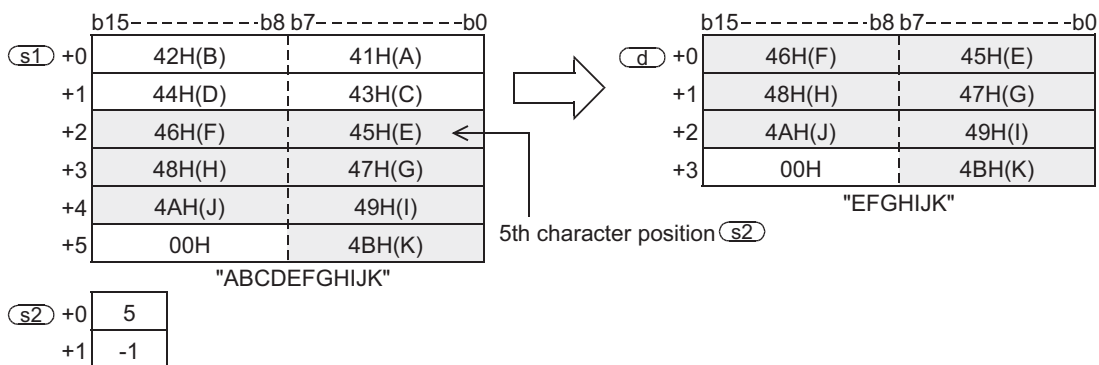 b15----------b8 b7----------b0 b15----------b8 b7----------b0
s1 +0 42H(B) 41H(A) d +0 46H(F) 45H(E)
+1 44H(D) 43H(C) +1 48H(H) 47H(G)
+2 46H(F) 45H(E) +2 4AH(J) 49H(I)
+3 48H(H) 47H(G) +3 00H 4BH(K)
+4 4AH(J) 49H(I) "EFGHIJK"
+5 00H 4BH(K) 5th character position s2
"ABCDEFGHIJK"
s2 +0 5
+1 -1